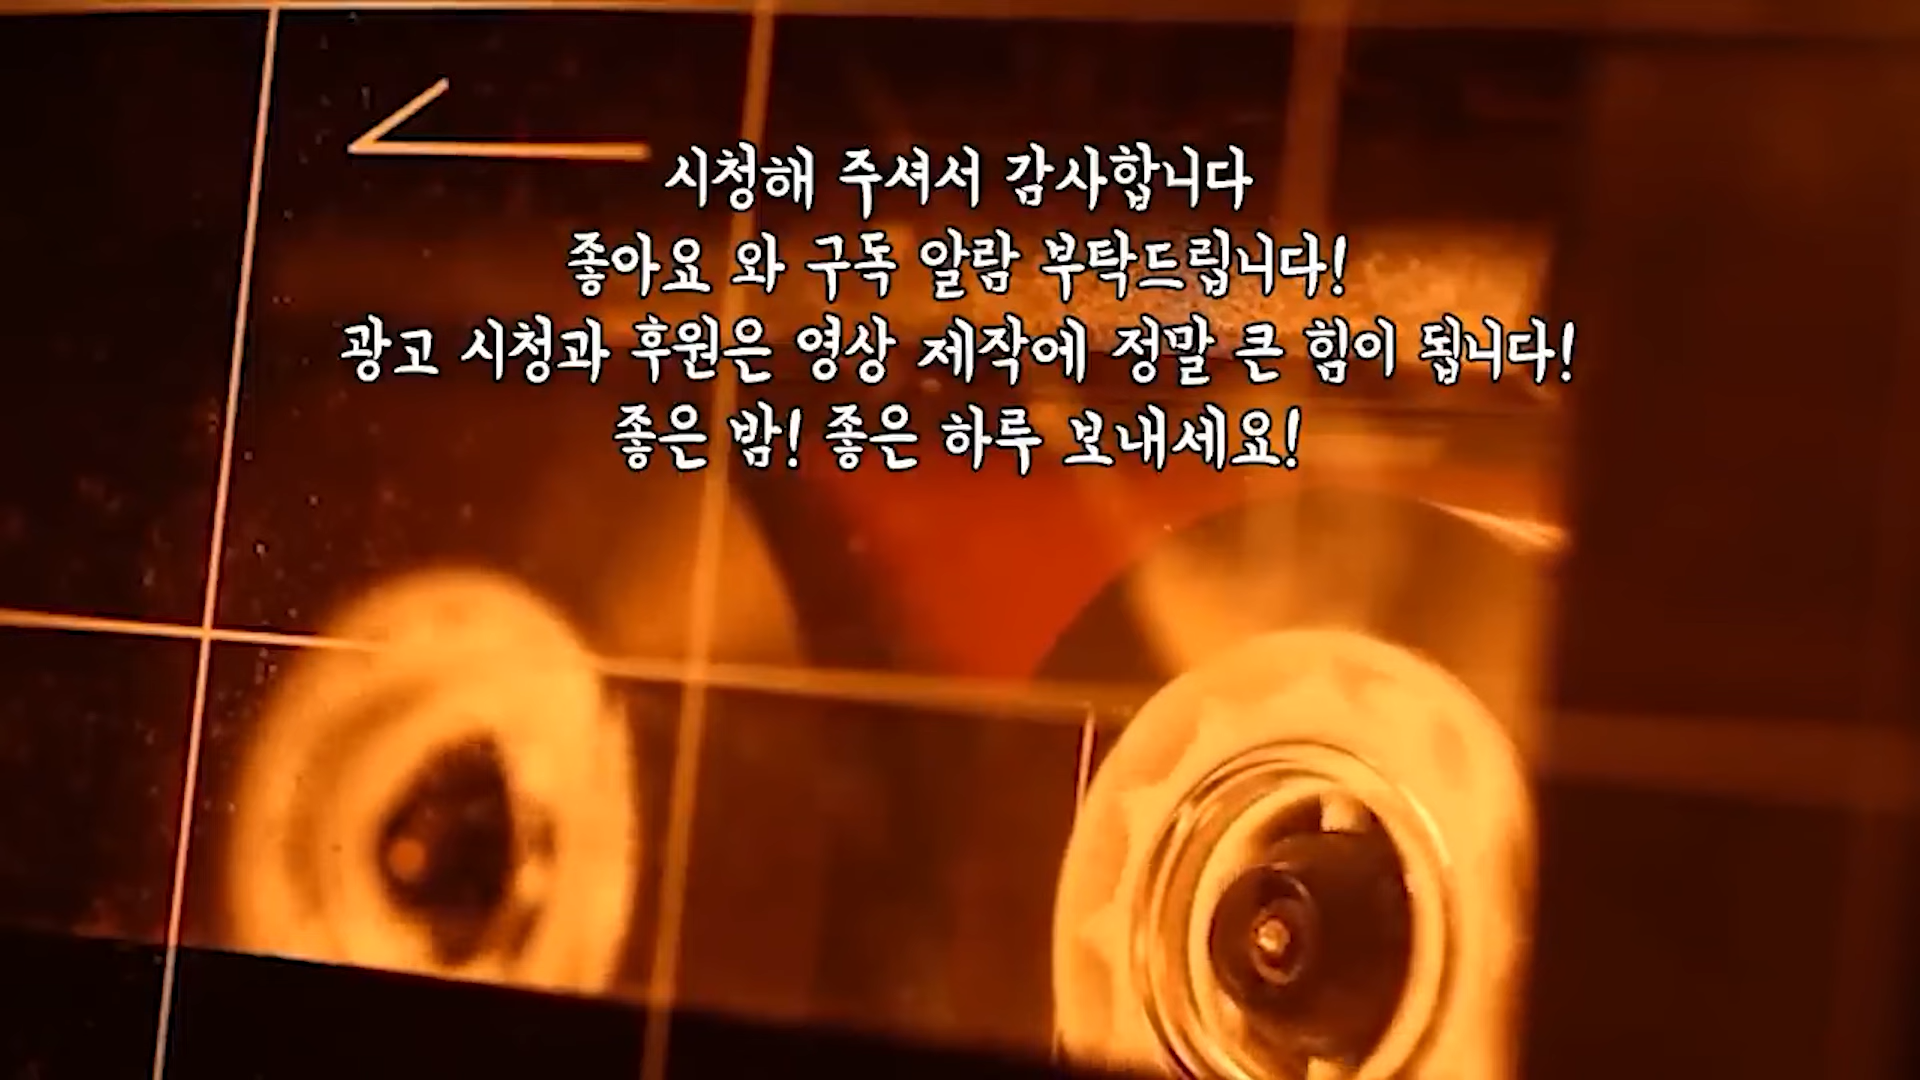 시청해 주셔서 감사합니다
좋아요 와 구독 알람 부탁드립니다!
광고 시청과 후원은 영상 제작에 정말 큰 힘이 됩니다!
좋은 밤! 좋은 하루 보내세요!